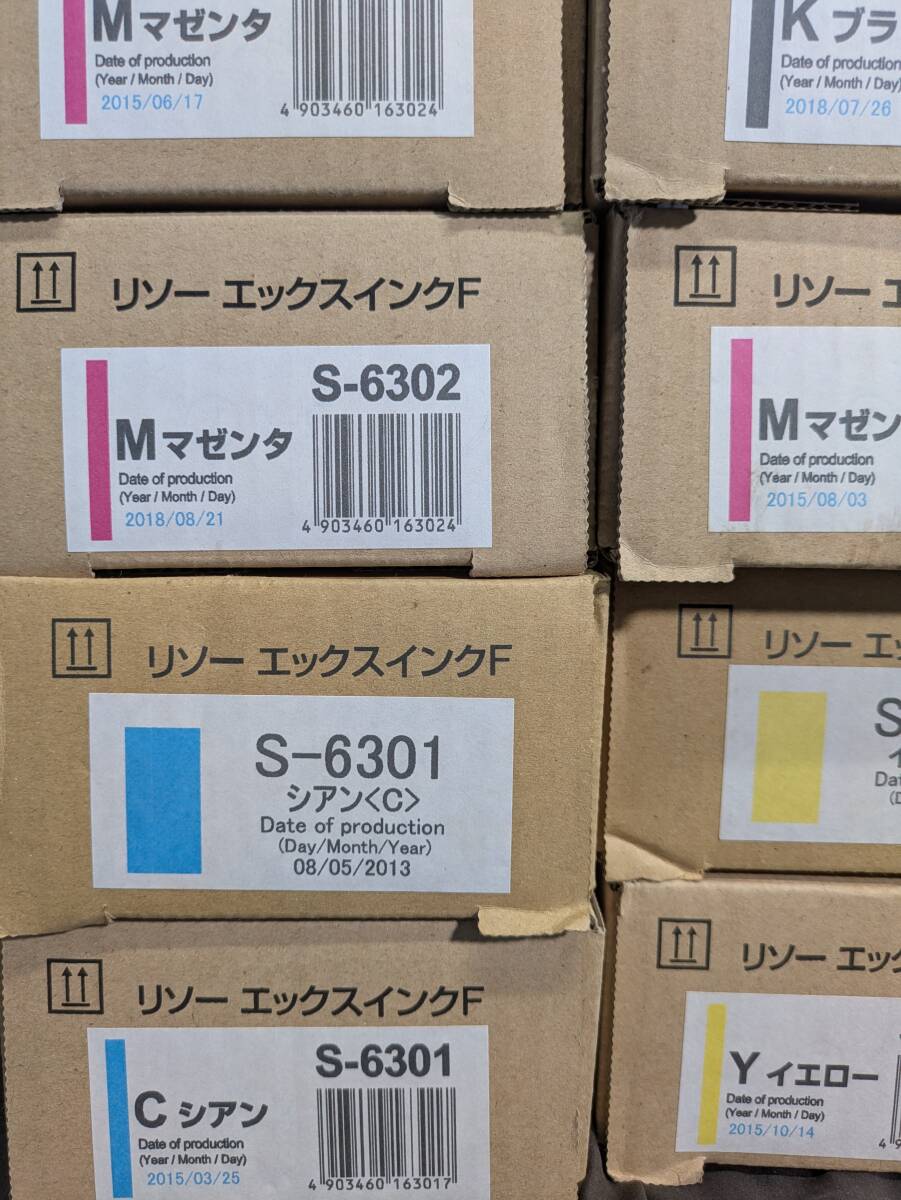 M マゼンタ
Date of production
(Year / Month / Day)
2015/06/17
4 903460 163024
K ブラ
Date of production
(Year / Month / Day)
2018/07/26
リソー エックスインクF
S-6302
M マゼンタ
Date of production
(Year / Month / Day)
2018/08/21
4 903460 163024
リソー エ
M マゼン
Date of production
(Year / Month / Day)
2015/08/03
リソー エックスインクF
S-6301
シアン<C>
Date of production
(Day/Month/Year)
08/05/2013
リソー エッ
S
イ
Dat
リソー エックスインクF
S-6301
C シアン
Date of production
(Year / Month / Day)
2015/03/25
4 903460 163017
リソー エック
Y イエロー
Date of production
(Year / Month / Day)
2015/10/14